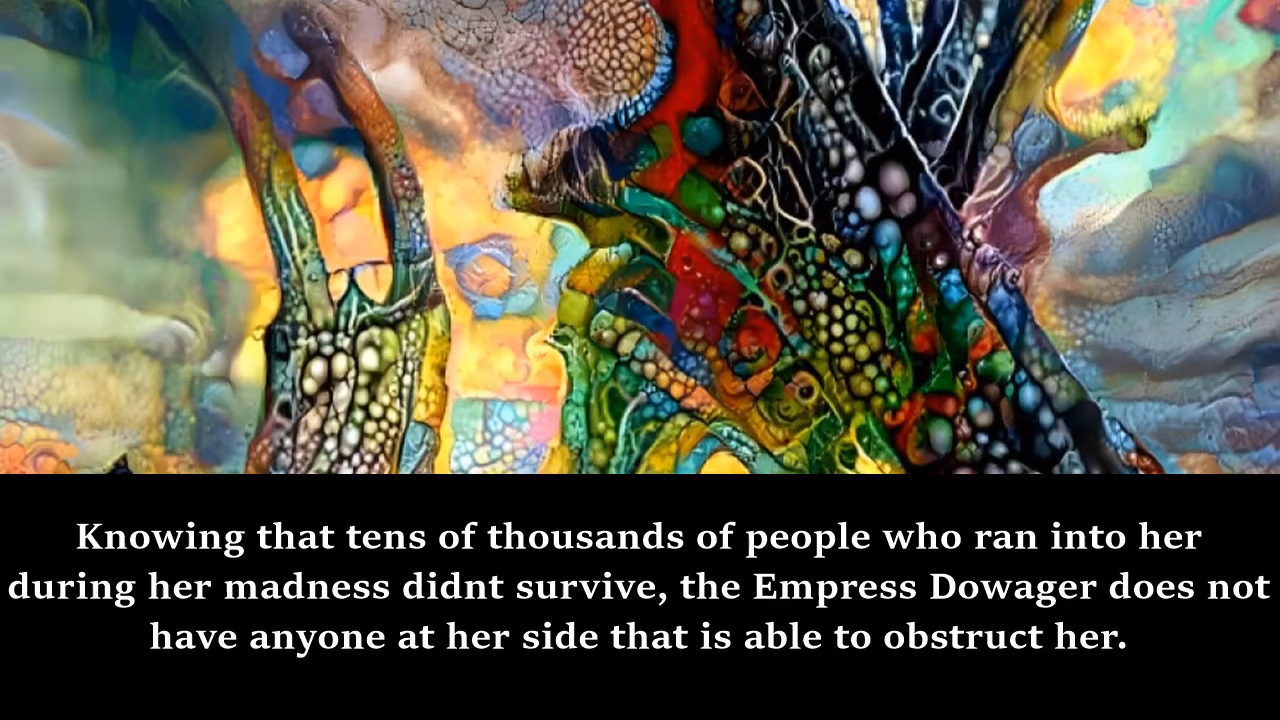 Knowing that tens of thousands of people who ran into her
during her madness didnt survive, the Empress Dowager does not
have anyone at her side that is able to obstruct her.